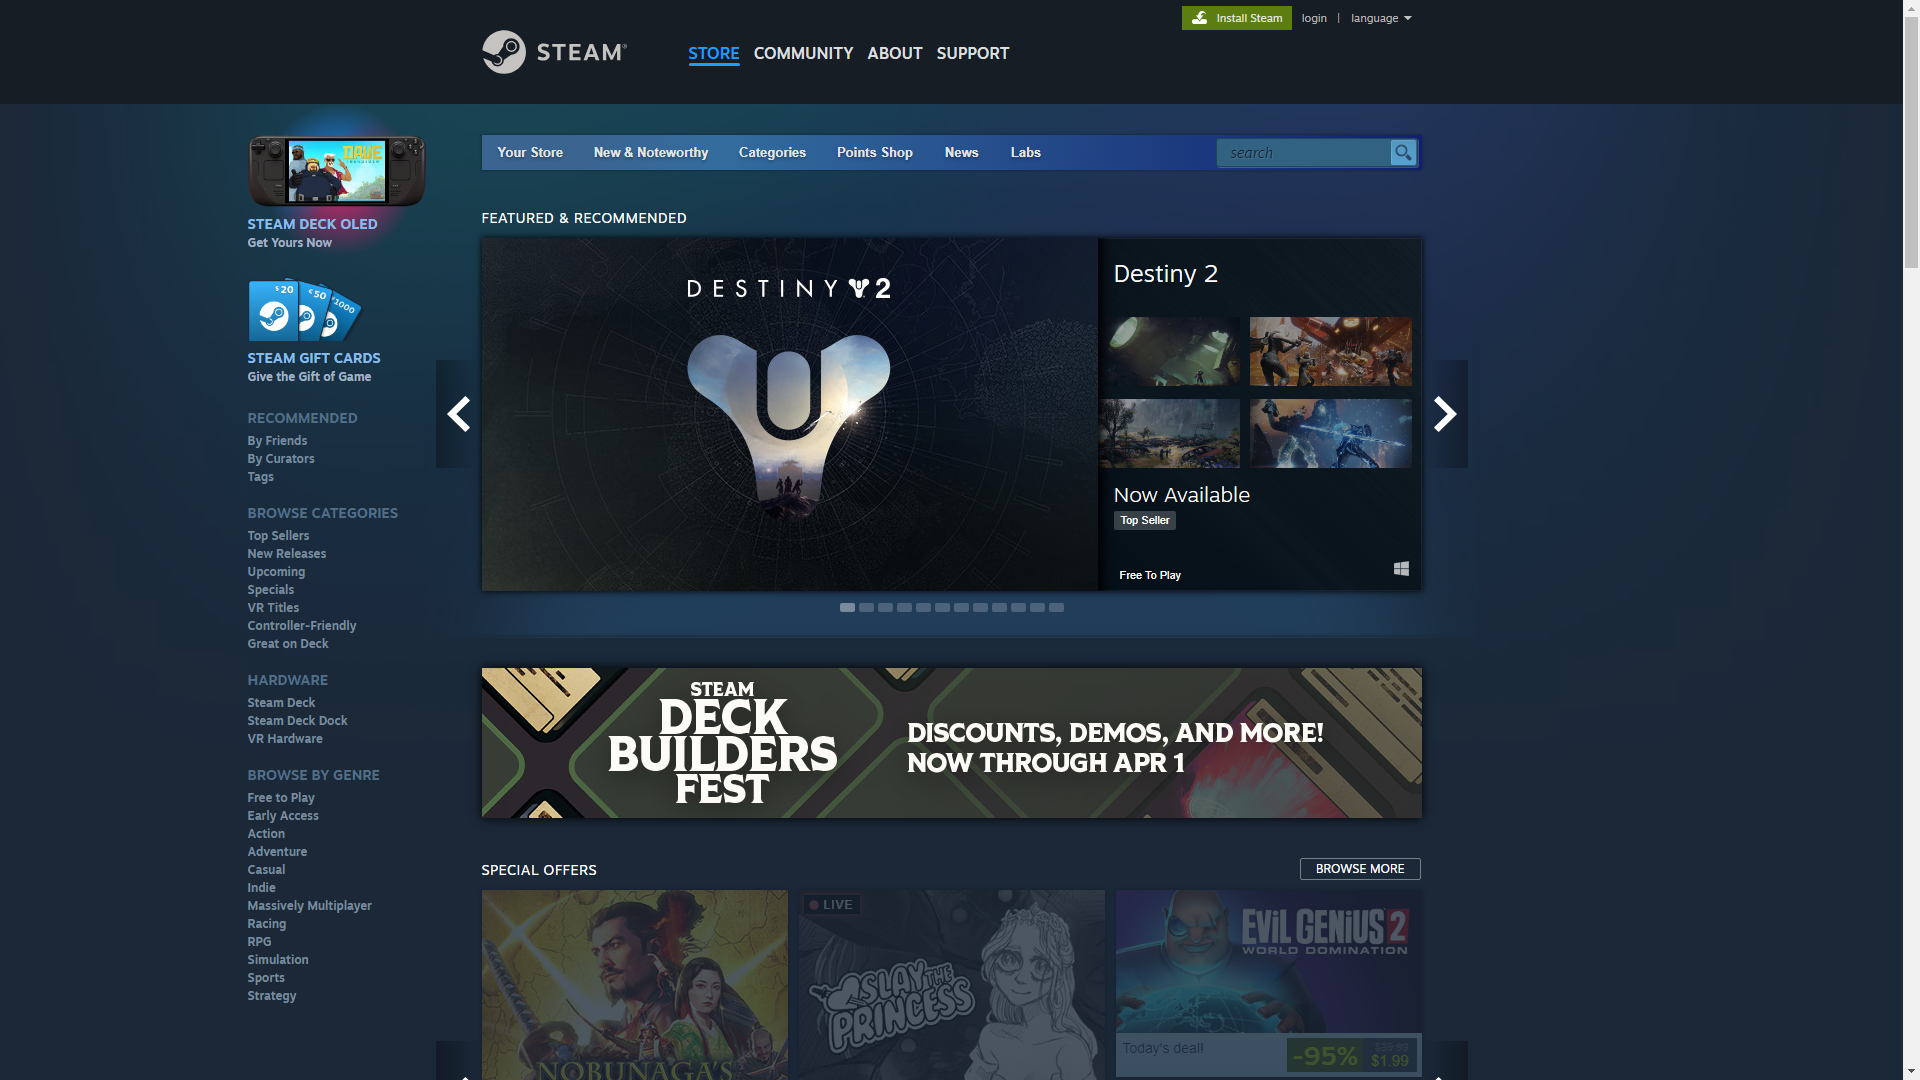 Install Steam
login | language
STEAM
STORE COMMUNITY ABOUT SUPPORT
Your Store New & Noteworthy Categories Points Shop News Labs
search
DAVE
STEAM DECK OLED
Get Yours Now
$20 €50 ¥1000
STEAM GIFT CARDS
Give the Gift of Game
RECOMMENDED
By Friends
By Curators
Tags
BROWSE CATEGORIES
Top Sellers
New Releases
Upcoming
Specials
VR Titles
Controller-Friendly
Great on Deck
HARDWARE
Steam Deck
Steam Deck Dock
VR Hardware
BROWSE BY GENRE
Free to Play
Early Access
Action
Adventure
Casual
Indie
Massively Multiplayer
Racing
RPG
Simulation
Sports
Strategy
FEATURED & RECOMMENDED
DESTINY 2
Destiny 2
Now Available
Top Seller
Free To Play
STEAM
DECK
BUILDERS
FEST
DISCOUNTS, DEMOS, AND MORE!
NOW THROUGH APR 1
SPECIAL OFFERS
BROWSE MORE
NOBUNAGA'S
LIVE
SLAY THE
PRINCESS
EVIL GENIUS 2
WORLD DOMINATION
Today's deal!
-95%
$39.99
$1.99